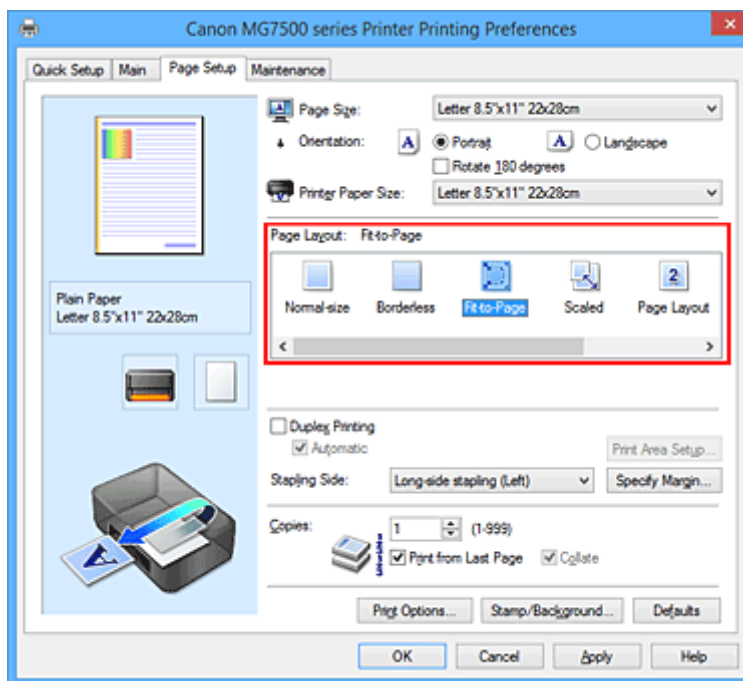 Canon MG7500 series Printer Printing Preferences
Quick Setup Main Page Setup Maintenance
Page Size: Letter 8.5"x11" 22x28cm
Orientation: A Portrait A Landscape
Rotate 180 degrees
Printer Paper Size: Letter 8.5"x11" 22x28cm
Page Layout: Fit-to-Page
2
Normal-size Borderless Fit-to-Page Scaled Page Layout
Plain Paper
Letter 8.5"x11" 22x28cm
Duplex Printing
Automatic
Print Area Setup...
Stapling Side: Long-side stapling (Left) Specify Margin...
Copies: 1 (1-999)
Print from Last Page Collate
A
Print Options... Stamp/Background... Defaults
OK Cancel Apply Help